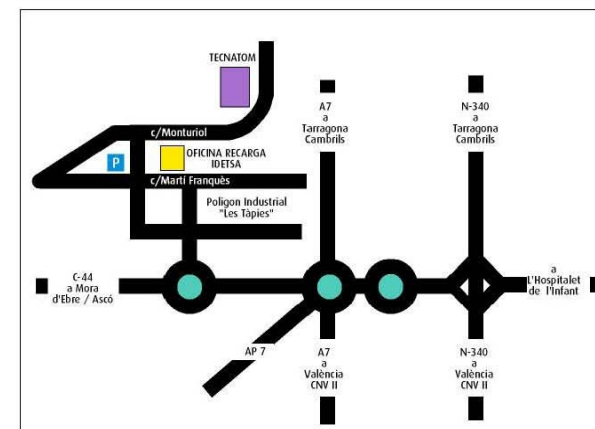 TECNATOM
A7
a
Tarragona
Cambrils
N-340
a
Tarragona
Cambrils
c/Monturiol
P
OFICINA RECARGA
IDETSA
c/Martí Franquès
Polígon Industrial
"Les Tàpies"
C-44
a Mora
d'Ebre / Ascó
a
L'Hospitalet
de l'Infant
AP 7
A7
a
València
CNV II
N-340
a
València
CNV II